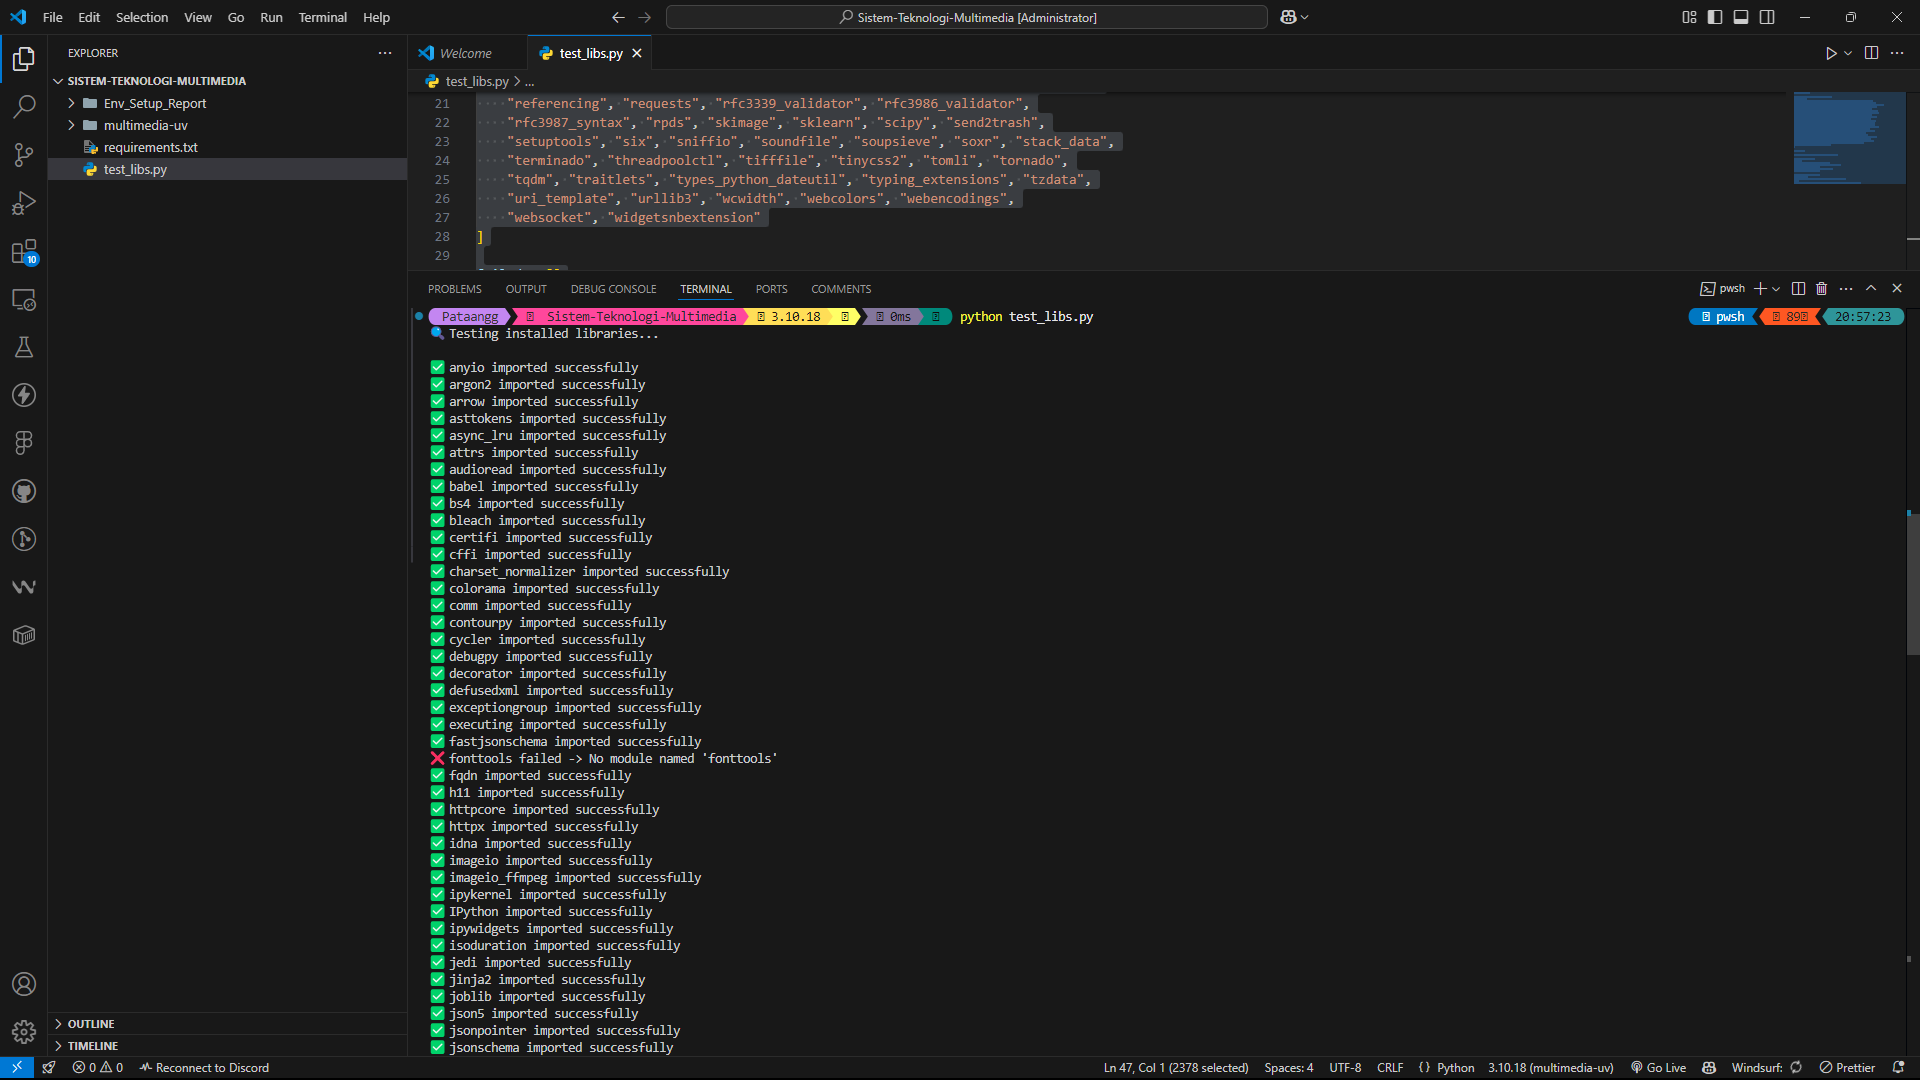 File Edit Selection View Go Run Terminal Help
Sistem-Teknologi-Multimedia [Administrator]
EXPLORER
SISTEM-TEKNOLOGI-MULTIMEDIA
Env_Setup_Report
multimedia-uv
requirements.txt
test_libs.py
OUTLINE
TIMELINE
Welcome test_libs.py
test_libs.py > ...
21 "referencing", "requests", "rfc3339_validator", "rfc3986_validator",
22 "rfc3987_syntax", "rpds", "skimage", "sklearn", "scipy", "send2trash",
23 "setuptools", "six", "sniffio", "soundfile", "soupsieve", "soxr", "stack_data",
24 "terminado", "threadpoolctl", "tifffile", "tinycss2", "tomli", "tornado",
25 "tqdm", "traitlets", "types_python_dateutil", "typing_extensions", "tzdata",
26 "uri_template", "urllib3", "wcwidth", "webcolors", "webencodings",
27 "websocket", "widgetsnbextension"
28 ]
29
PROBLEMS OUTPUT DEBUG CONSOLE TERMINAL PORTS COMMENTS pwsh
Pataangg Sistem-Teknologi-Multimedia 3.10.18 0ms python test_libs.py pwsh 89 20:57:23
Testing installed libraries...
anyio imported successfully
argon2 imported successfully
arrow imported successfully
asttokens imported successfully
async_lru imported successfully
attrs imported successfully
audioread imported successfully
babel imported successfully
bs4 imported successfully
bleach imported successfully
certifi imported successfully
cffi imported successfully
charset_normalizer imported successfully
colorama imported successfully
comm imported successfully
contourpy imported successfully
cycler imported successfully
debugpy imported successfully
decorator imported successfully
defusedxml imported successfully
exceptiongroup imported successfully
executing imported successfully
fastjsonschema imported successfully
fonttools failed -> No module named 'fonttools'
fqdn imported successfully
h11 imported successfully
httpcore imported successfully
httpx imported successfully
idna imported successfully
imageio imported successfully
imageio_ffmpeg imported successfully
ipykernel imported successfully
IPython imported successfully
ipywidgets imported successfully
isoduration imported successfully
jedi imported successfully
jinja2 imported successfully
joblib imported successfully
json5 imported successfully
jsonpointer imported successfully
jsonschema imported successfully
10
0 0 Reconnect to Discord Ln 47, Col 1 (2378 selected) Spaces: 4 UTF-8 CRLF { } Python 3.10.18 (multimedia-uv) Go Live Windsurf: Prettier